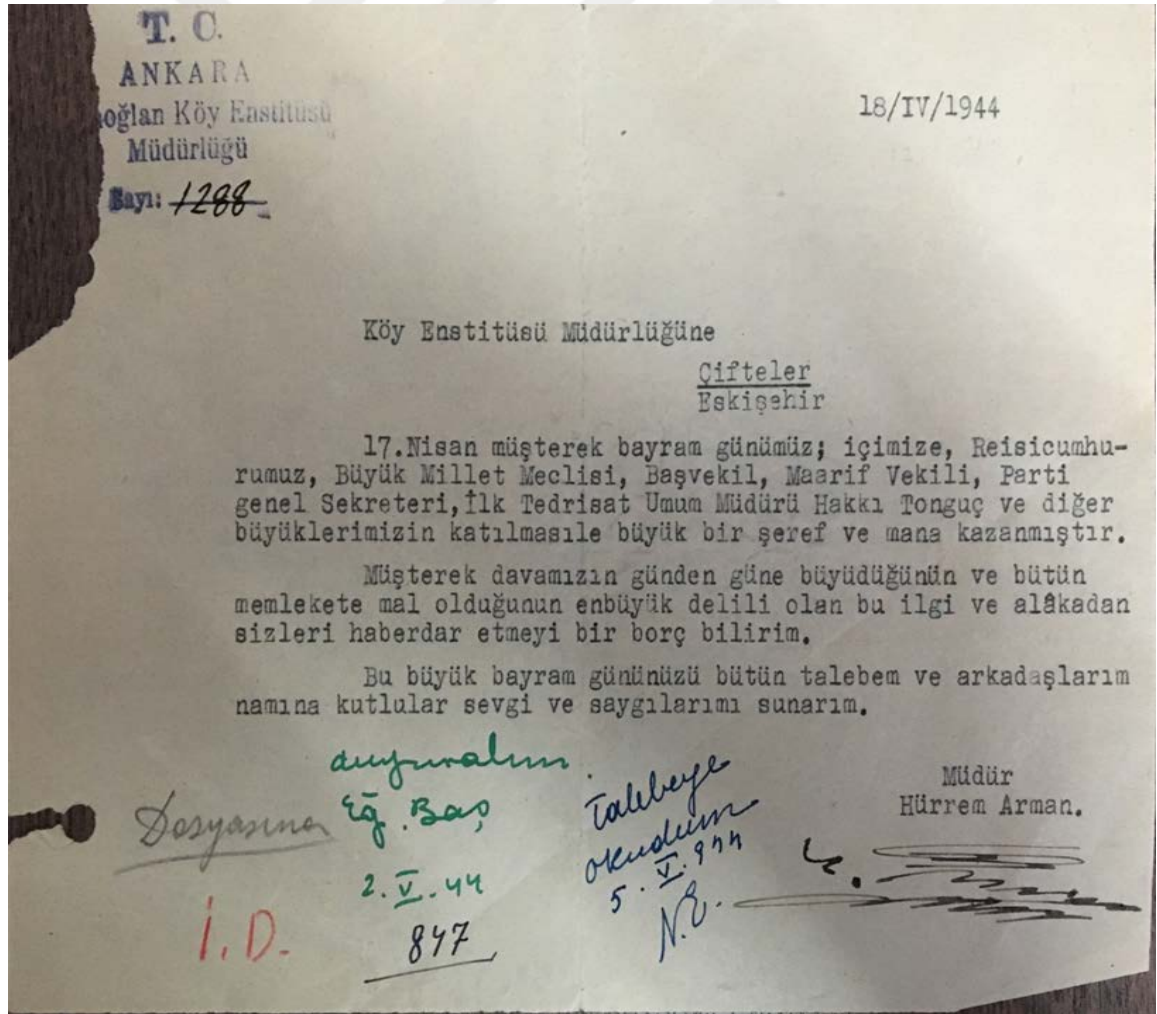 T. C.
ANKARA
oğlan Köy Enstitüsü
Müdürlüğü
Sayı: 1288
18/IV/1944
Köy Enstitüsü Müdürlüğüne
Çifteler
Eskişehir
17.Nisan müşterek bayram günümüz; içimize, Reisicumhu-
rumuz, Büyük Millet Meclisi, Başvekil, Maarif Vekili, Parti
genel Sekreteri,İlk Tedrisat Umum Müdürü Hakkı Tonguç ve diğer
büyüklerimizin katılmasıle büyük bir şeref ve mana kazanmıştır.
Müşterek davamızın günden güne büyüdüğünün ve bütün
memlekete mal olduğunun enbüyük delili olan bu ilgi ve alâkadan
sizleri haberdar etmeyi bir borç bilirim.
Bu büyük bayram gününüzü bütün talebem ve arkadaşlarım
namına kutlular sevgi ve saygılarımı sunarım.
Müdür
Hürrem Arman.
duyuralım
Eğ. Baş
2.V.44
847
Talebeye
okudum
5.V.944
N.E.
Dosyasına
İ.D.